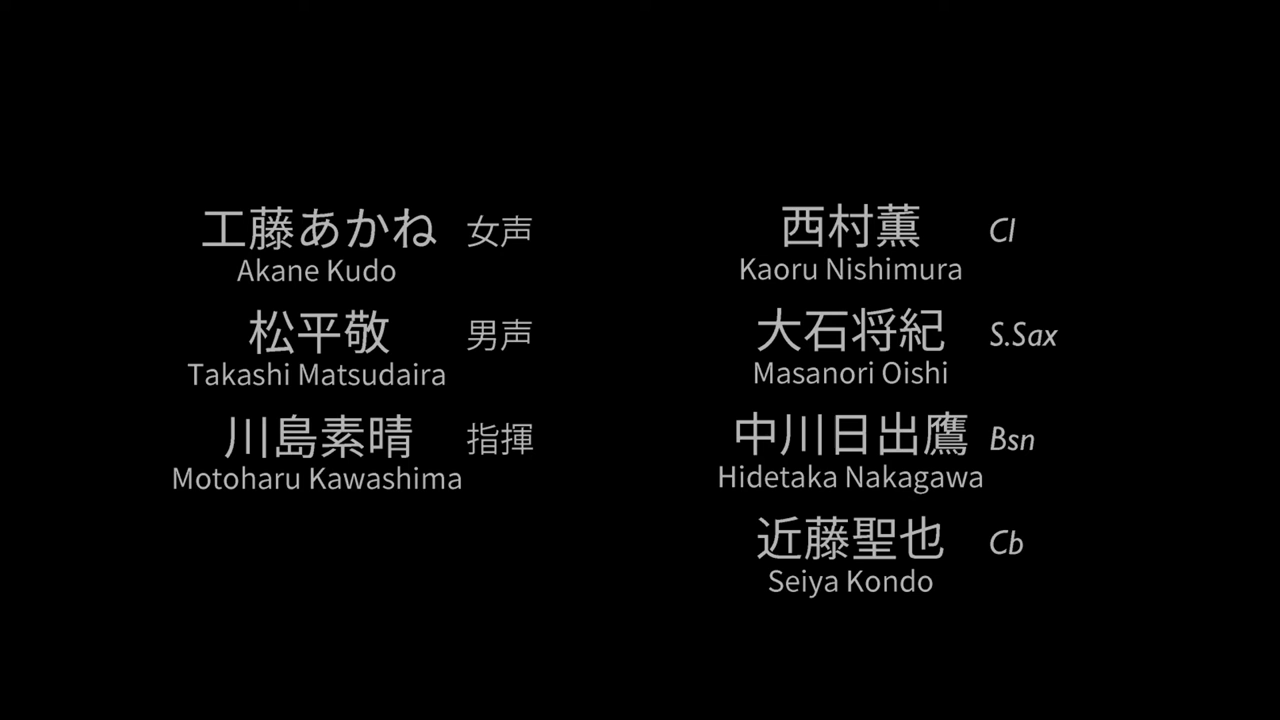 工藤あかね 女声
Akane Kudo
松平敬 男声
Takashi Matsudaira
川島素晴 指揮
Motoharu Kawashima
西村薫 Cl
Kaoru Nishimura
大石将紀 S.Sax
Masanori Oishi
中川日出鷹 Bsn
Hidetaka Nakagawa
近藤聖也 Cb
Seiya Kondo